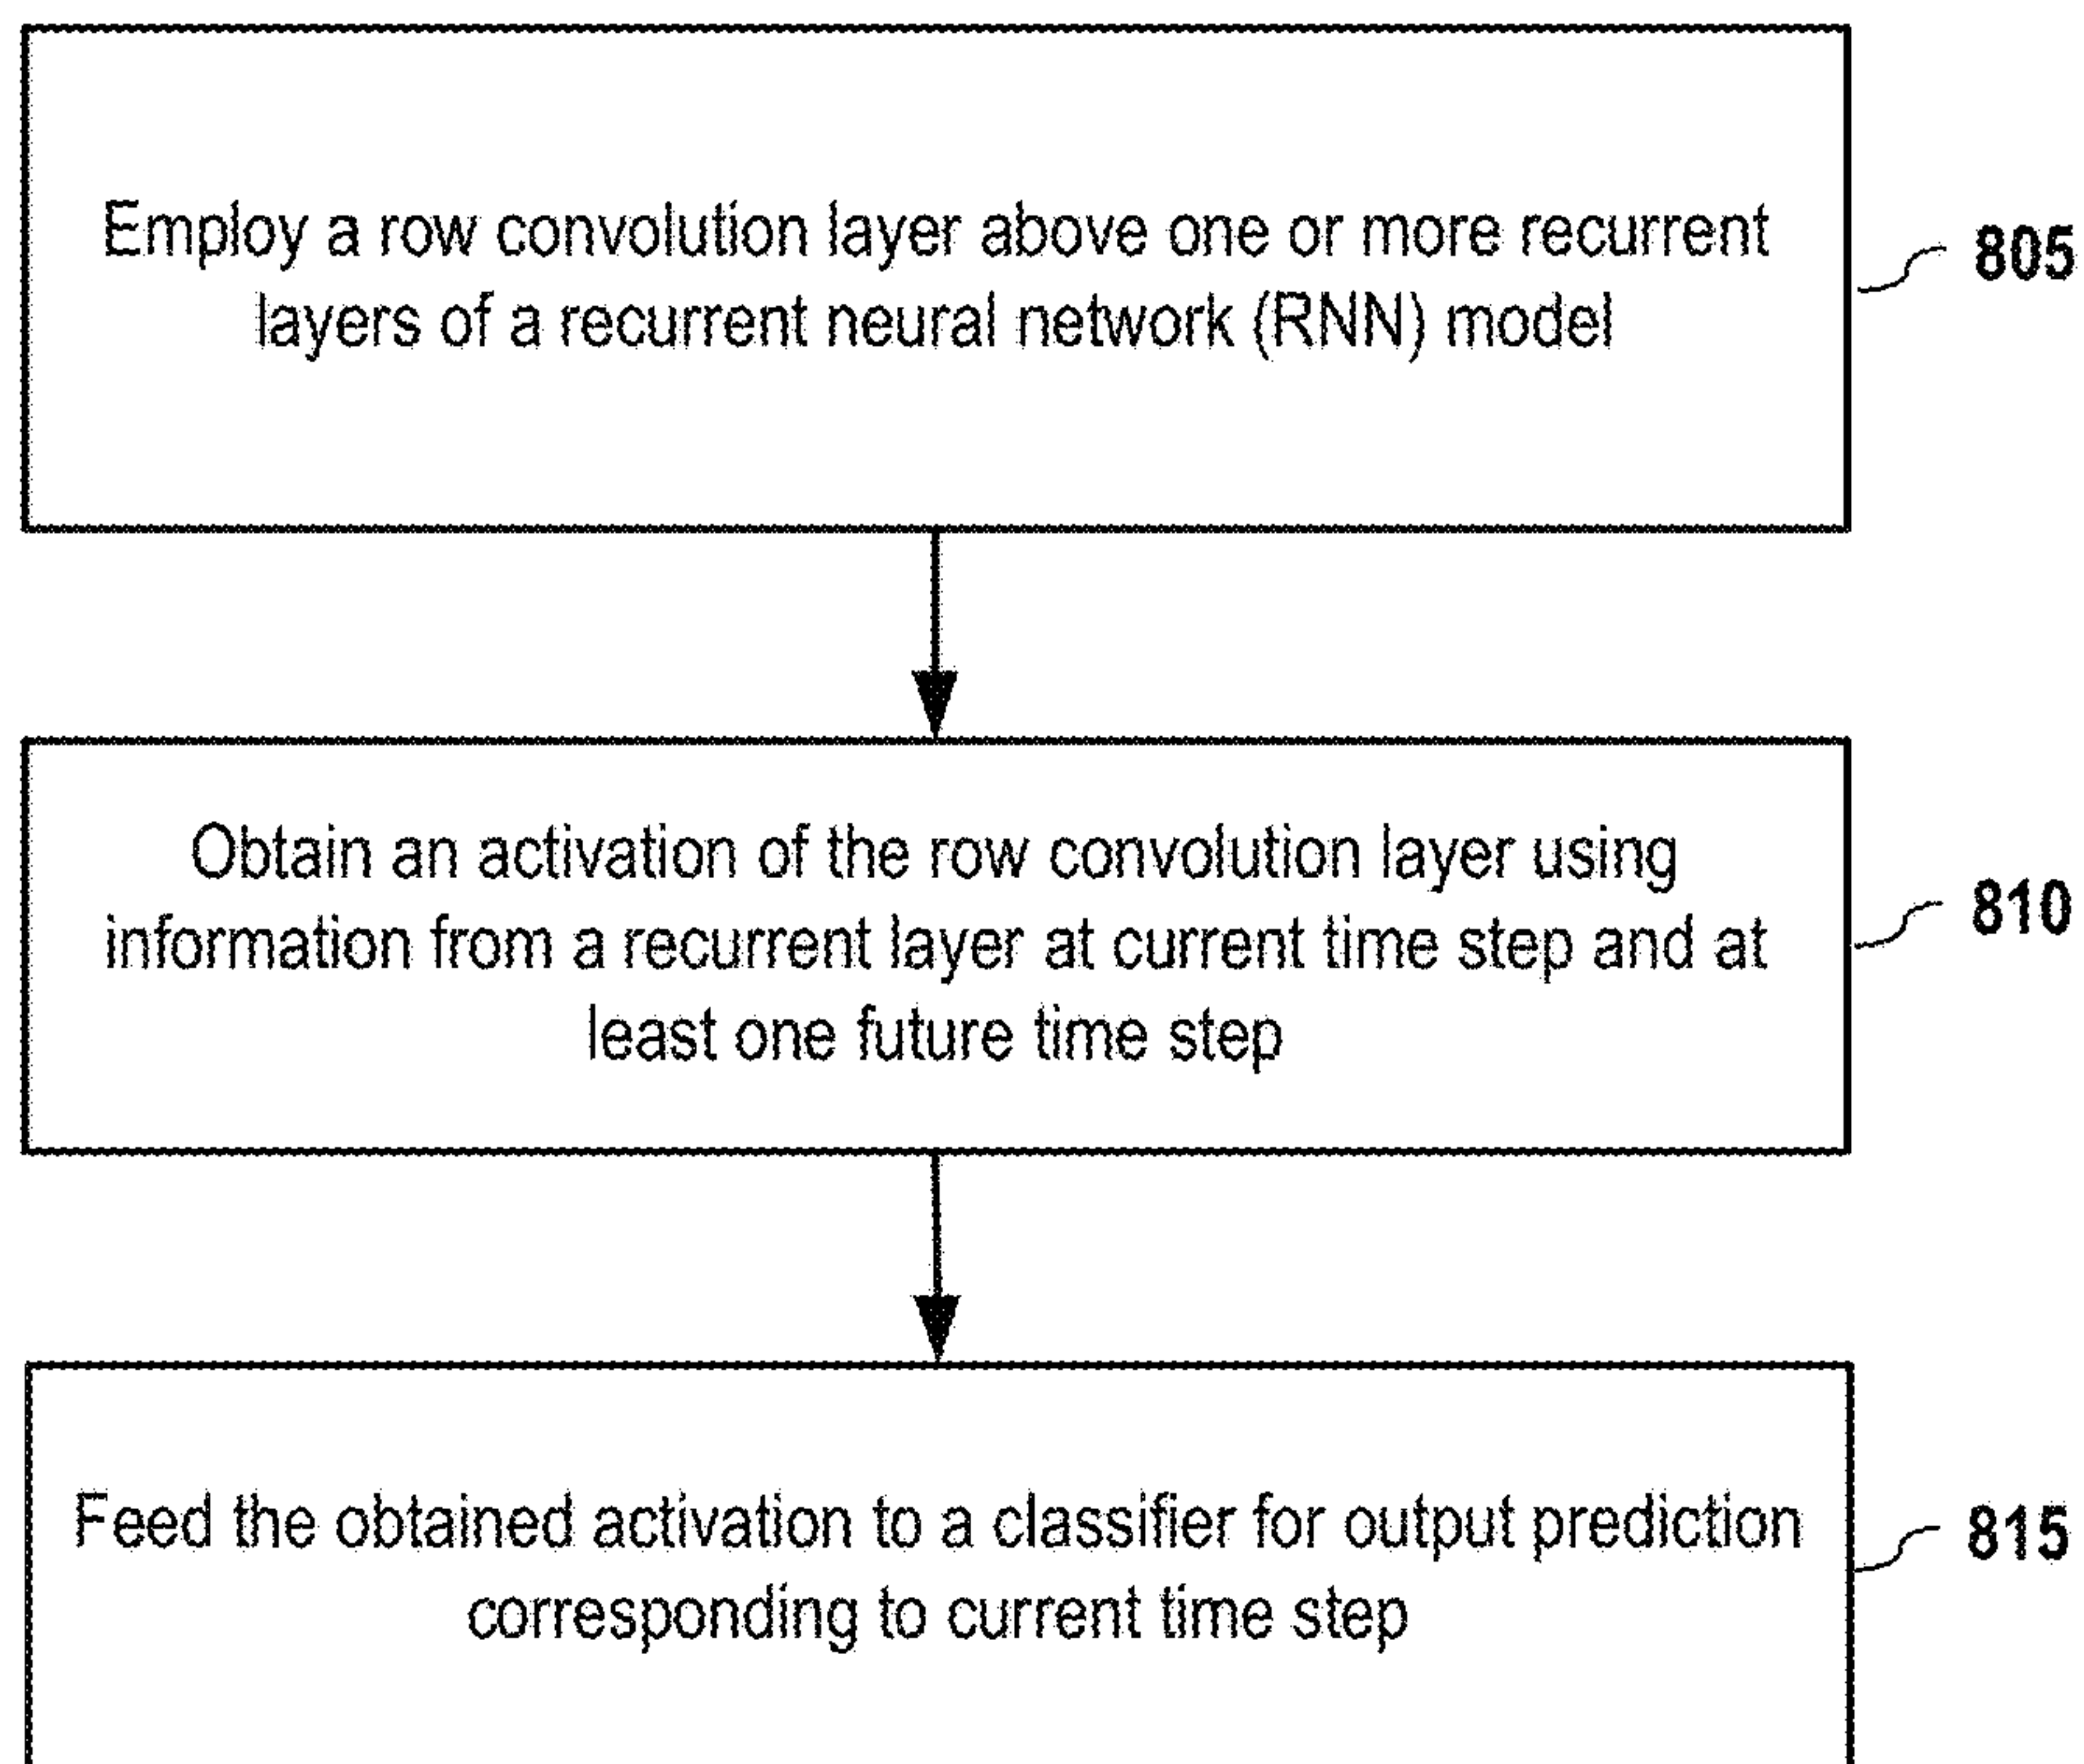 Employ a row convolution layer above one or more recurrent
layers of a recurrent neural network (RNN) model
805
Obtain an activation of the row convolution layer using
information from a recurrent layer at current time step and at
least one future time step
810
Feed the obtained activation to a classifier for output prediction
corresponding to current time step
815